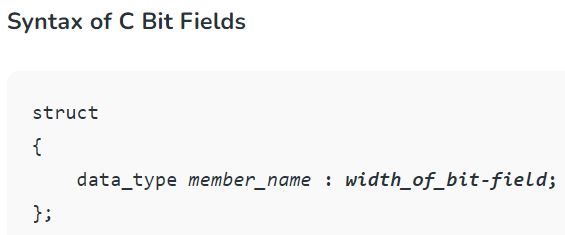 Syntax of C Bit Fields
struct
{
data_type member_name : width_of_bit-field;
};